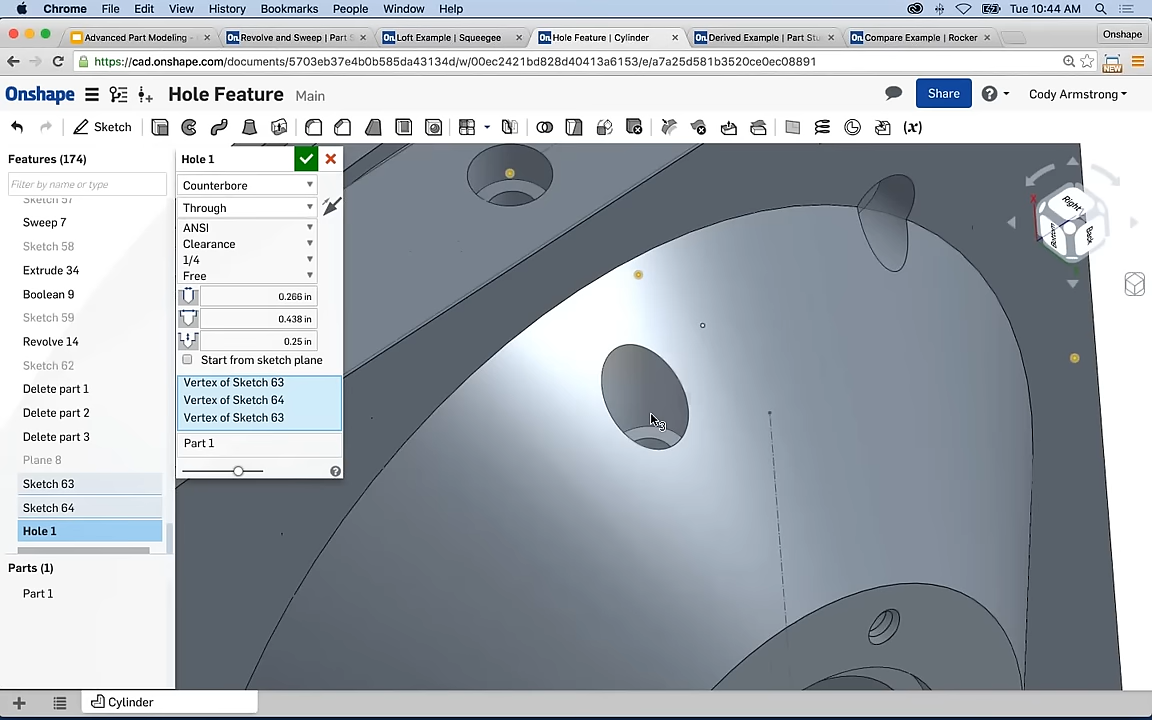 Chrome File Edit View History Bookmarks People Window Help Tue 10:44 AM
Advanced Part Modeling - × Revolve and Sweep | Part S × Loft Example | Squeegee × Hole Feature | Cylinder × Derived Example | Part Stu × Compare Example | Rocker × Onshape
https://cad.onshape.com/documents/5703eb37e4b0b585da43134d/w/00ec2421bd828d40413a6153/e/a7a25d581b3520ce0ec08891 NEW
Onshape Hole Feature Main Share Cody Armstrong
Sketch (x)
Features (174)
Filter by name or type
Sketch 57
Sweep 7
Sketch 58
Extrude 34
Boolean 9
Sketch 59
Revolve 14
Sketch 62
Delete part 1
Delete part 2
Delete part 3
Plane 8
Sketch 63
Sketch 64
Hole 1
Parts (1)
Part 1
Hole 1
Counterbore
Through
ANSI
Clearance
1/4
Free
0.266 in
0.438 in
0.25 in
Start from sketch plane
Vertex of Sketch 63
Vertex of Sketch 64
Vertex of Sketch 63
Part 1
X
Right
Bottom
Back
Cylinder